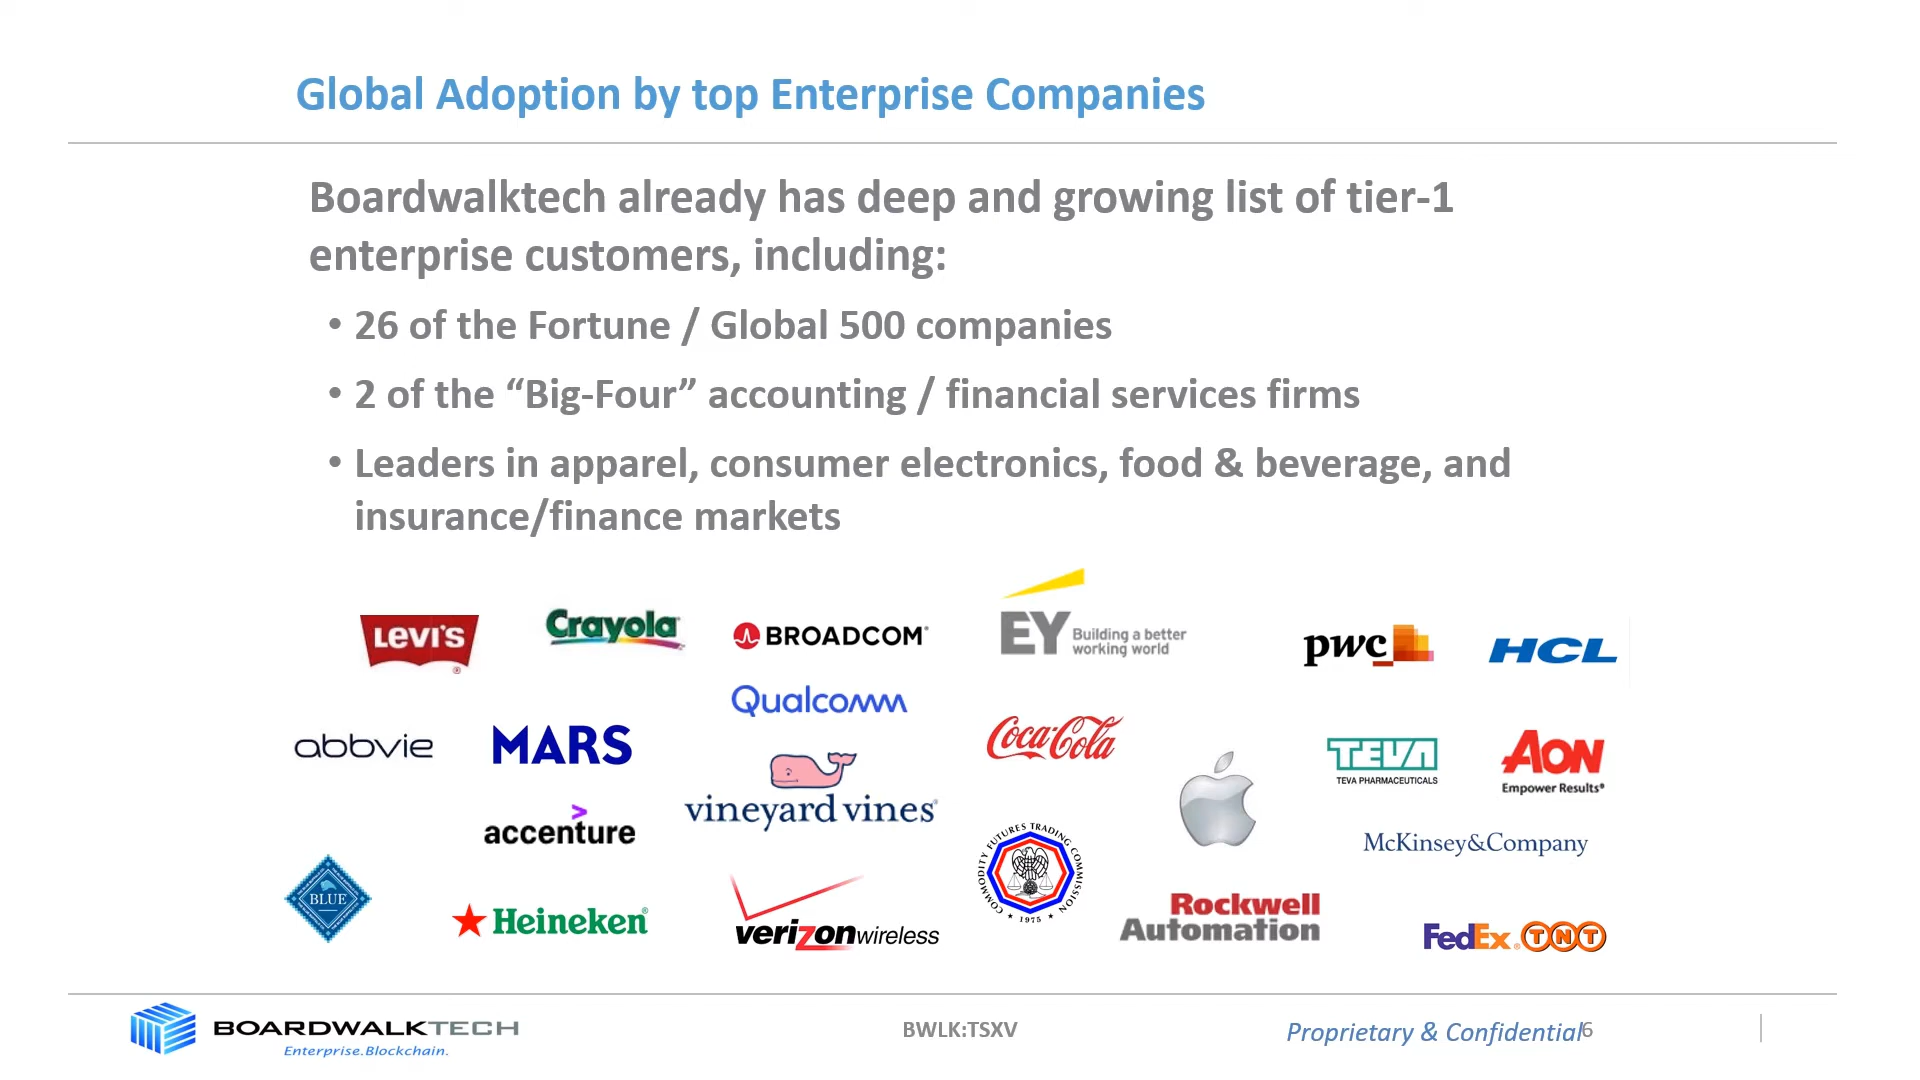 Global Adoption by top Enterprise Companies
Boardwalktech already has deep and growing list of tier-1
enterprise customers, including:
• 26 of the Fortune / Global 500 companies
• 2 of the “Big-Four” accounting / financial services firms
• Leaders in apparel, consumer electronics, food & beverage, and
insurance/finance markets
LEVI'S ®
Crayola
BROADCOM®
EY Building a better
working world
pwc
HCL
Qualcomm
abbvie
MARS
vineyard vines®
Coca-Cola
TEVA
TEVA PHARMACEUTICALS
AON
Empower Results®
accenture
COMMODITY FUTURES TRADING COMMISSION
★ 1975 ★
McKinsey&Company
BLUE
Heineken®
verizonwireless
Rockwell
Automation
FedEx® TNT
BOARDWALKTECH
Enterprise.Blockchain.
BWLK:TSXV
Proprietary & Confidential
6